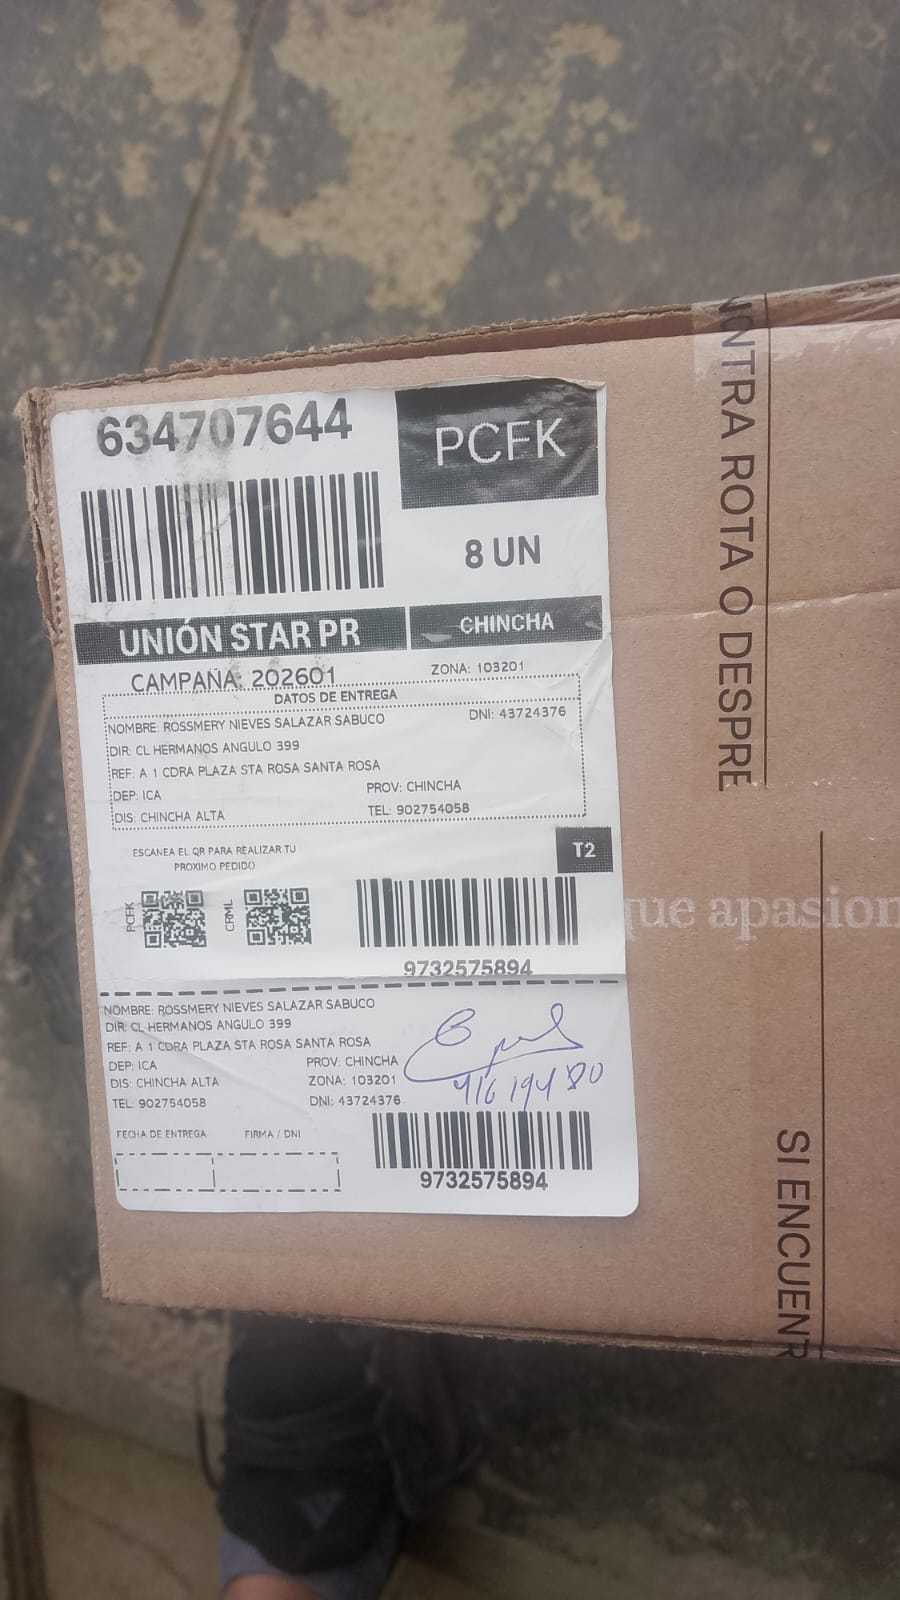 634707644
PCFK
8 UN
UNIÓN STAR PR
CHINCHA
CAMPAÑA: 202601
ZONA: 103201
DATOS DE ENTREGA
NOMBRE: ROSSMERY NIEVES SALAZAR SABUCO DNI: 43724376
DIR: CL HERMANOS ANGULO 399
REF: A 1 CDRA PLAZA STA ROSA SANTA ROSA
DEP: ICA PROV: CHINCHA
DIS: CHINCHA ALTA TEL: 902754058
ESCANEA EL QR PARA REALIZAR TU
PROXIMO PEDIDO
T2
PCFK
CRML
9732575894
NOMBRE: ROSSMERY NIEVES SALAZAR SABUCO
DIR: CL HERMANOS ANGULO 399
REF: A 1 CDRA PLAZA STA ROSA SANTA ROSA
DEP: ICA PROV: CHINCHA
DIS: CHINCHA ALTA ZONA: 103201
TEL: 902754058 DNI: 43724376
FECHA DE ENTREGA FIRMA / DNI
9732575894
NTRA ROTA O DESPRE
que apasion
SI ENCUENTR